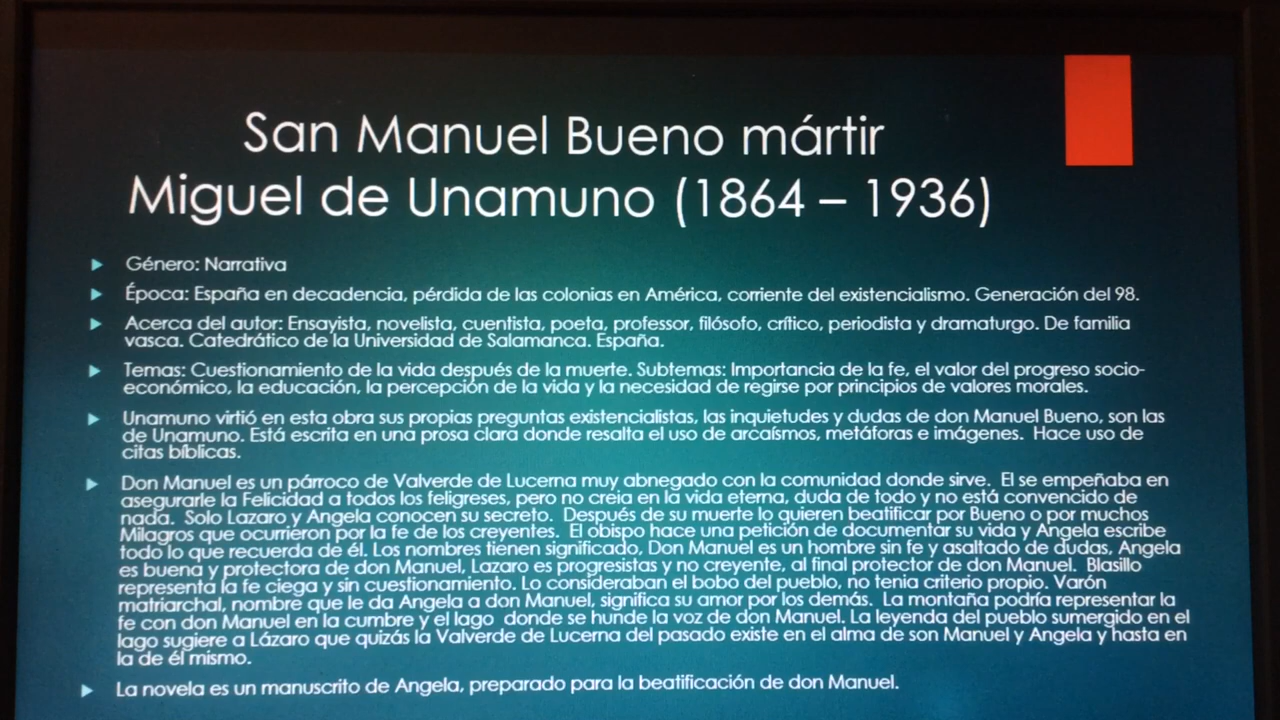 San Manuel Bueno mártir
Miguel de Unamuno (1864 – 1936)
Género: Narrativa
Época: España en decadencia, pérdida de las colonias en América, corriente del existencialismo. Generación del 98.
Acerca del autor: Ensayista, novelista, cuentista, poeta, professor, filósofo, crítico, periodista y dramaturgo. De familia
vasca. Catedrático de la Universidad de Salamanca. España.
Temas: Cuestionamiento de la vida después de la muerte. Subtemas: Importancia de la fe, el valor del progreso socio-
económico, la educación, la percepción de la vida y la necesidad de regirse por principios de valores morales.
Unamuno virtió en esta obra sus propias preguntas existencialistas, las inquietudes y dudas de don Manuel Bueno, son las
de Unamuno. Está escrita en una prosa clara donde resalta el uso de arcaísmos, metáforas e imágenes. Hace uso de
citas bíblicas.
Don Manuel es un párroco de Valverde de Lucerna muy abnegado con la comunidad donde sirve. El se empeñaba en
asegurarle la Felicidad a todos los feligreses, pero no creia en la vida eterna, duda de todo y no está convencido de
nada. Solo Lazaro y Angela conocen su secreto. Después de su muerte lo quieren beatificar por Bueno o por muchos
Milagros que ocurrieron por la fe de los creyentes. El obispo hace una petición de documentar su vida y Angela escribe
todo lo que recuerda de él. Los nombres tienen significado, Don Manuel es un hombre sin fe y asaltado de dudas, Angela
es buena y protectora de don Manuel, Lazaro es progresistas y no creyente, al final protector de don Manuel. Blasillo
representa la fe ciega y sin cuestionamiento. Lo consideraban el bobo del pueblo, no tenia criterio propio. Varón
matriarchal, nombre que le da Angela a don Manuel, significa su amor por los demás. La montaña podría representar la
fe con don Manuel en la cumbre y el lago donde se hunde la voz de don Manuel. La leyenda del pueblo sumergido en el
lago sugiere a Lázaro que quizás la Valverde de Lucerna del pasado existe en el alma de son Manuel y Angela y hasta en
la de él mismo.
La novela es un manuscrito de Angela, preparado para la beatificación de don Manuel.